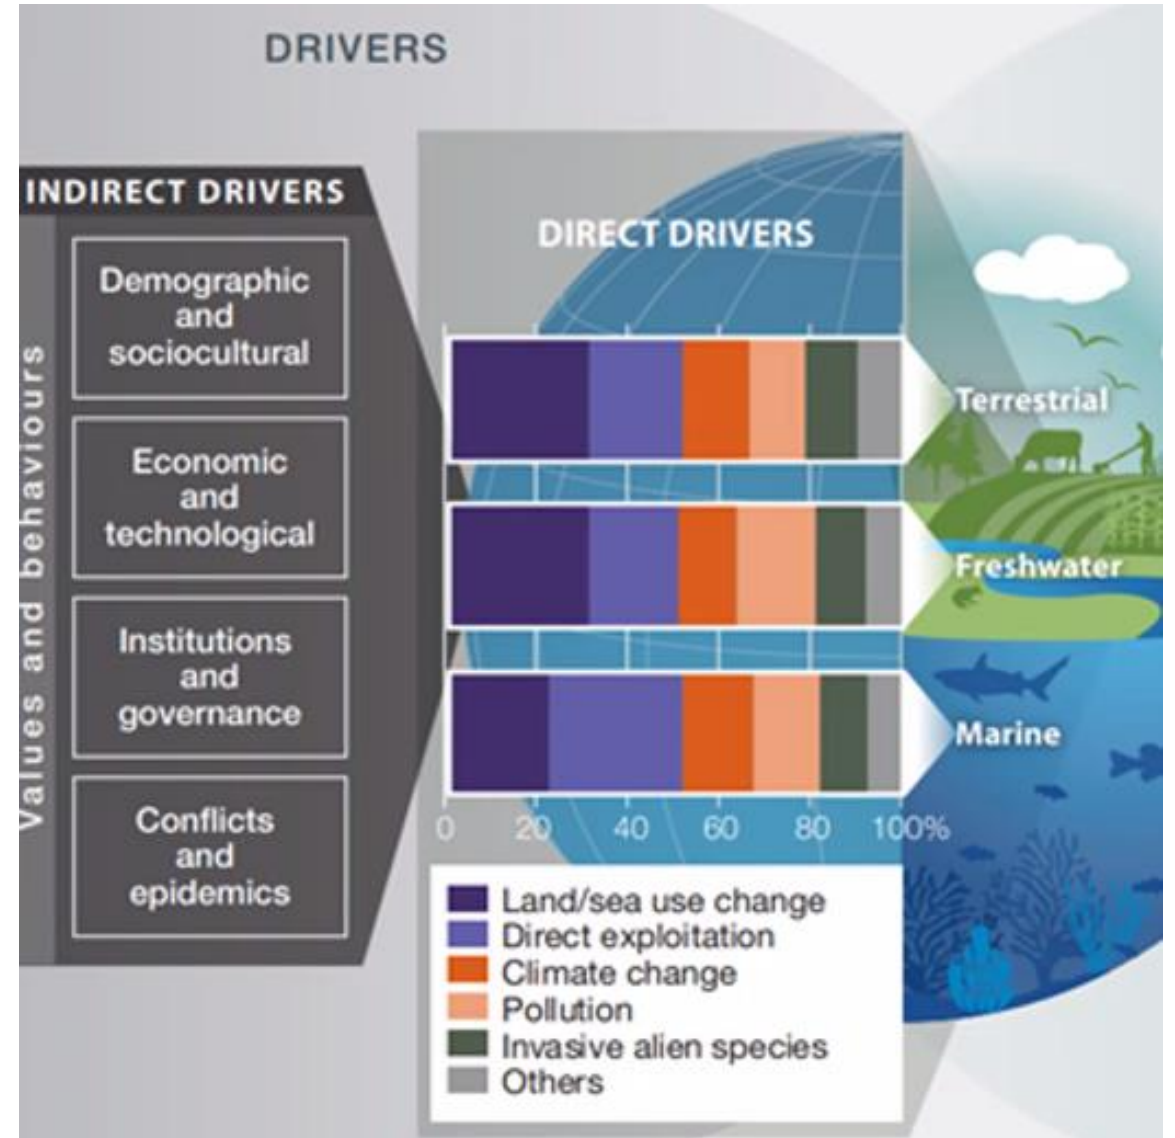 DRIVERS
INDIRECT DRIVERS
Values and behaviours
Demographic
and
sociocultural
Economic
and
technological
Institutions
and
governance
Conflicts
and
epidemics
DIRECT DRIVERS
Terrestrial
Freshwater
Marine
0 20 40 60 80 100%
Land/sea use change
Direct exploitation
Climate change
Pollution
Invasive alien species
Others